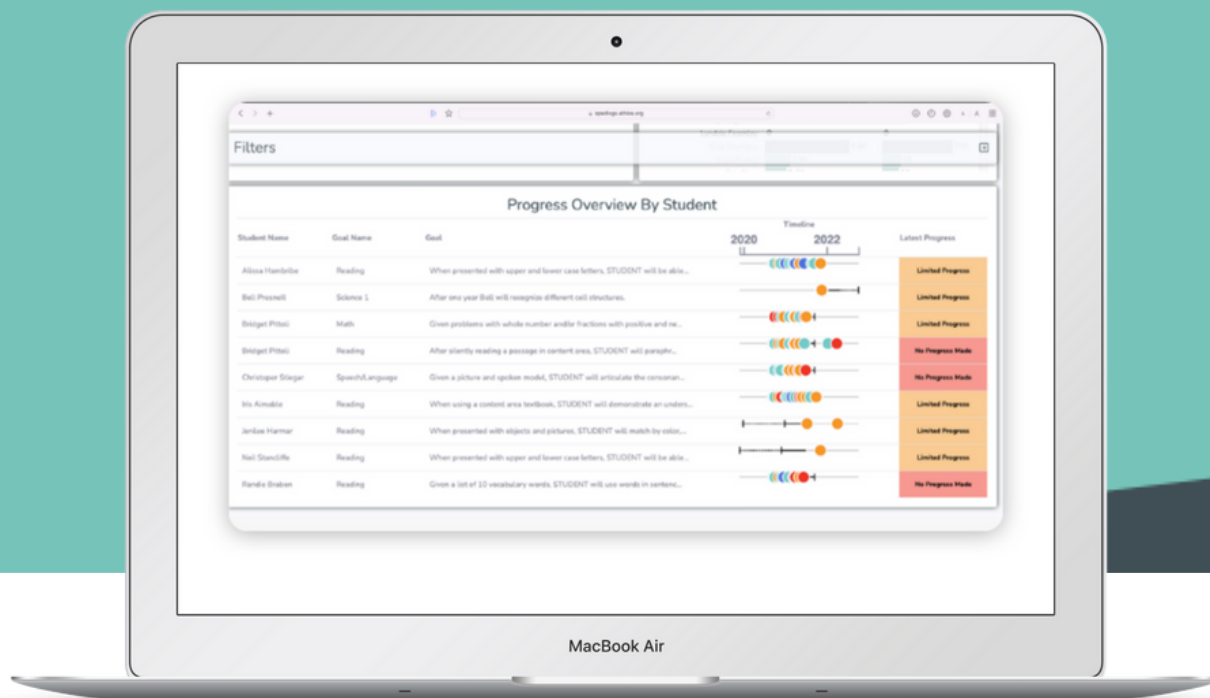 Filters
Progress Overview By Student
Timeline
Student Name Goal Name Goal 2020 2022 Latest Progress
Alissa Reading When presented with upper and lower case letters, STUDENT will be able... Limited Progress
Bell Presnell Science 1 After one year Bell will recognize different cell structures. Limited Progress
Bridget Math Given problems with whole number and/or fractions with positive and ne... Limited Progress
Bridget Reading After silently reading a passage in content area, STUDENT will paraphr... No Progress Made
Christoper Speech/Language Given a picture and spoken model, STUDENT will articulate the consonan... No Progress Made
Iris Reading When using a content area textbook, STUDENT will demonstrate an unders... Limited Progress
Harmar Reading When presented with objects and pictures, STUDENT will match by color,... Limited Progress
Neil Stancliffe Reading When presented with upper and lower case letters, STUDENT will be able... Limited Progress
Randie Braben Reading Given a list of 10 vocabulary words, STUDENT will use words in sentenc... No Progress Made
MacBook Air